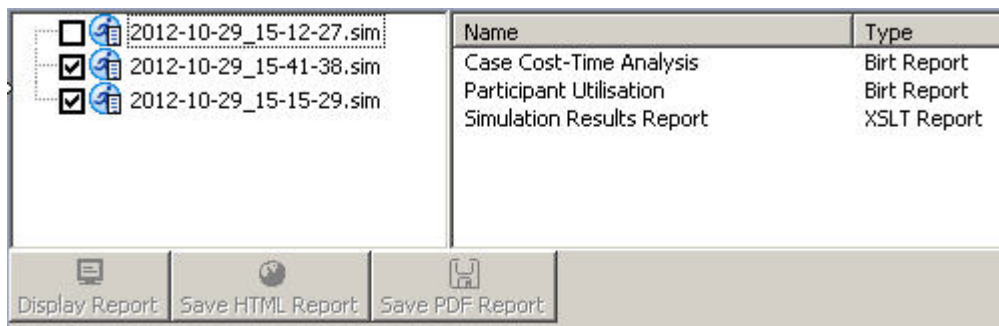 2012-10-29_15-12-27.sim
2012-10-29_15-41-38.sim
2012-10-29_15-15-29.sim
Name Type
Case Cost-Time Analysis Birt Report
Participant Utilisation Birt Report
Simulation Results Report XSLT Report
Display Report Save HTML Report Save PDF Report